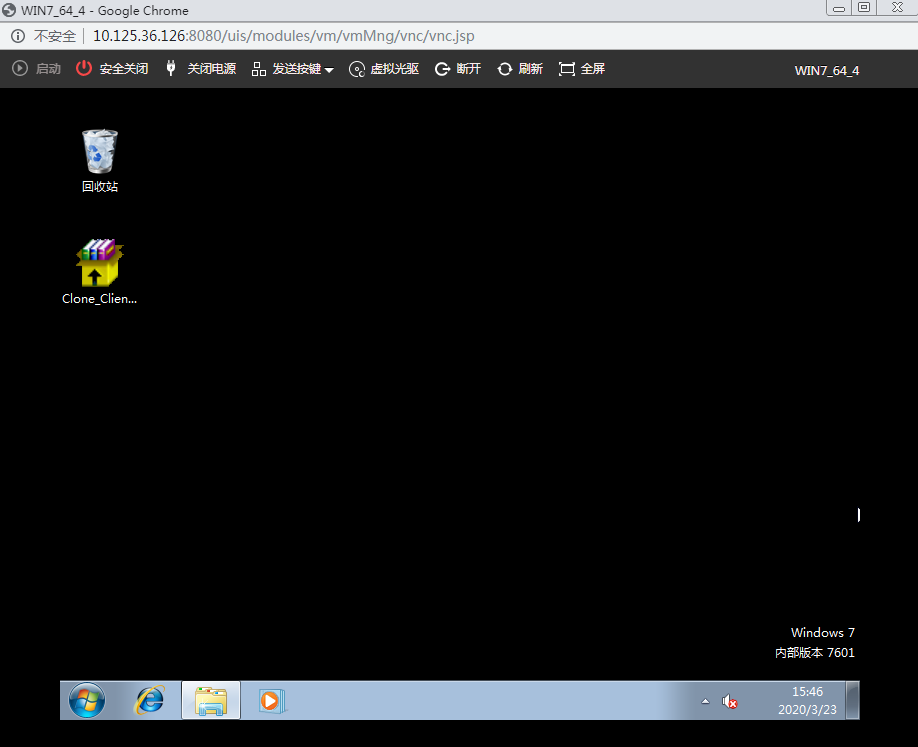 WIN7_64_4 - Google Chrome
不安全 10.125.36.126:8080/uis/modules/vm/vmMng/vnc/vnc.jsp
启动 安全关闭 关闭电源 发送按键 虚拟光驱 断开 刷新 全屏 WIN7_64_4
回收站
Clone_Clien...
Windows 7
内部版本 7601
15:46
2020/3/23